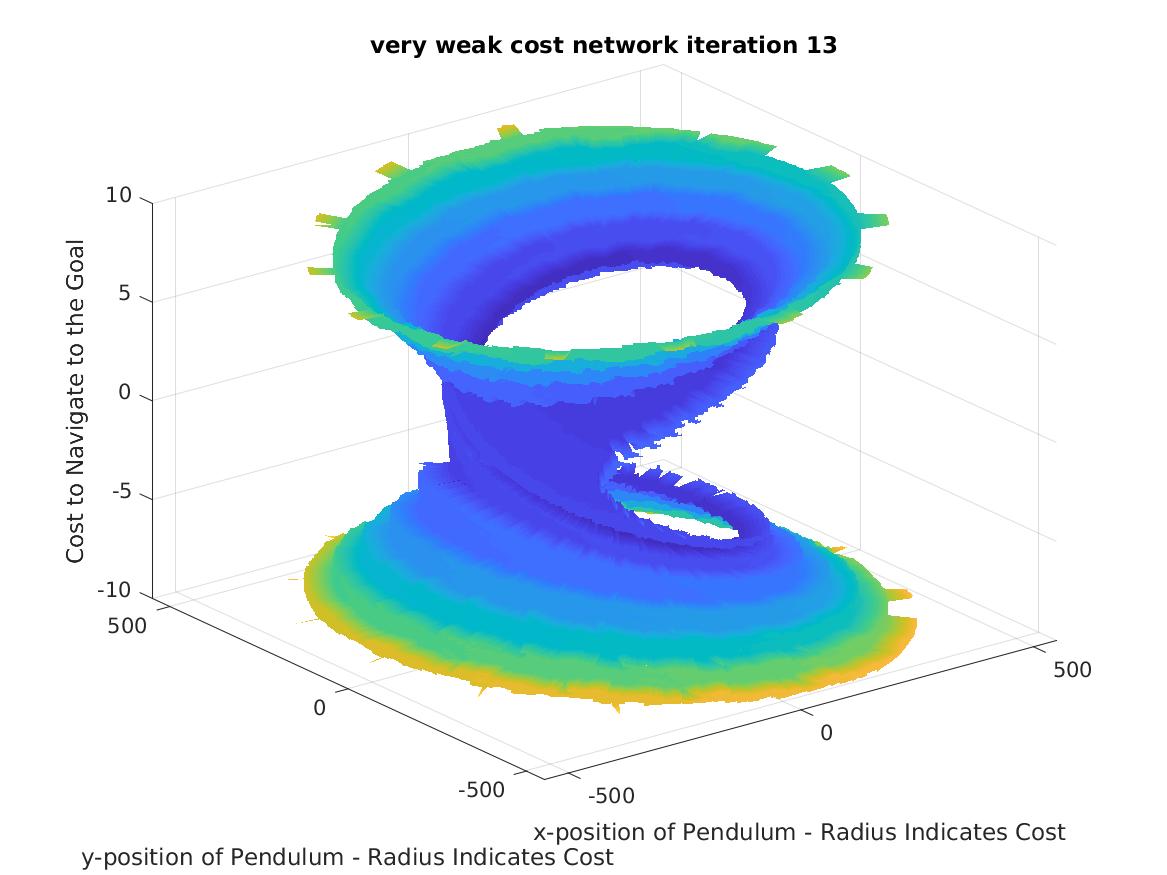 very weak cost network iteration 13
10
5
0
-5
-10
Cost to Navigate to the Goal
500
0
-500
500
0
-500
x-position of Pendulum - Radius Indicates Cost
y-position of Pendulum - Radius Indicates Cost